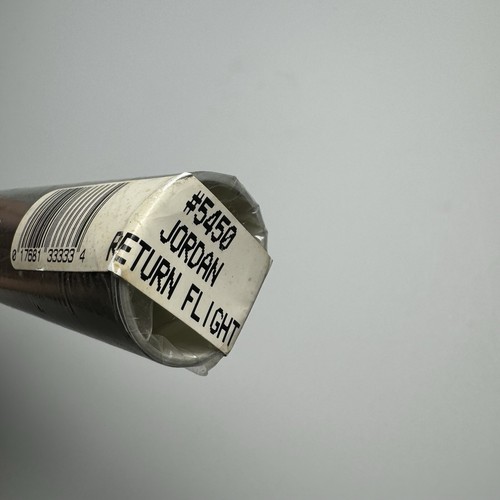 #5450
JORDAN
RETURN FLIGHT
0 17681 33333 4